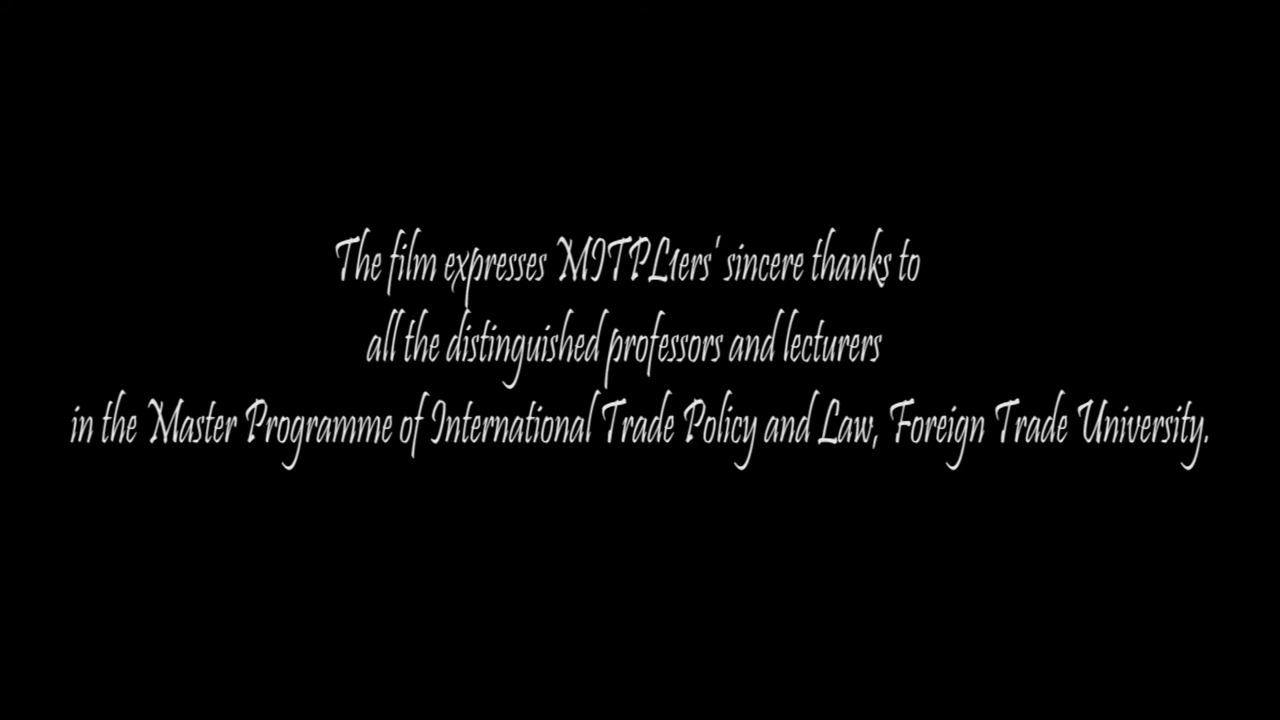 The film expresses MITPL1ers' sincere thanks to
all the distinguished professors and lecturers
in the Master Programme of International Trade Policy and Law, Foreign Trade University.